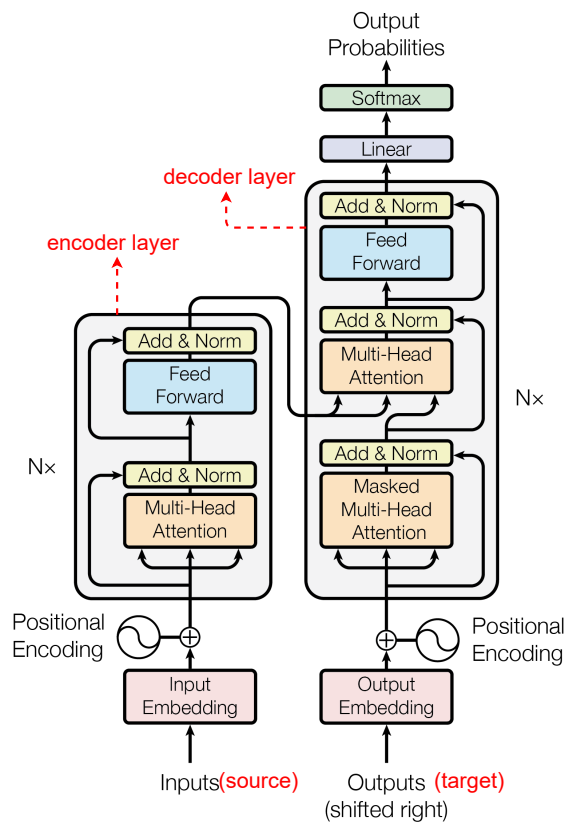 Output
Probabilities
Softmax
Linear
decoder layer
Add & Norm
Feed
Forward
encoder layer
Add & Norm
Multi-Head
Attention
Add & Norm
Feed
Forward
N×
Add & Norm
Masked
Multi-Head
Attention
N×
Add & Norm
Multi-Head
Attention
Positional
Encoding
Positional
Encoding
Input
Embedding
Output
Embedding
Inputs(source)
Outputs (target)
(shifted right)